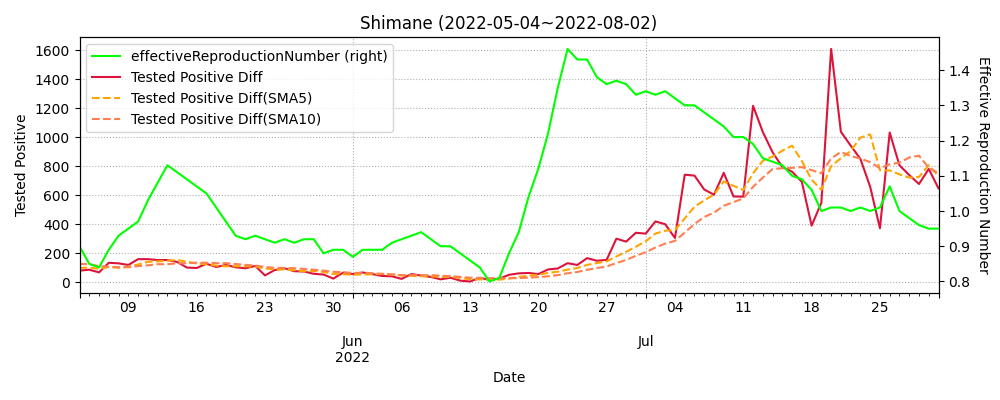 Shimane (2022-05-04~2022-08-02)
effectiveReproductionNumber (right)
Tested Positive Diff
Tested Positive Diff(SMA5)
Tested Positive Diff(SMA10)
Tested Positive
1600
1400
1200
1000
800
600
400
200
0
Effective Reproduction Number
1.4
1.3
1.2
1.1
1.0
0.9
0.8
09 16 23 30 06 13 20 27 04 11 18 25
Jun Jul
2022
Date